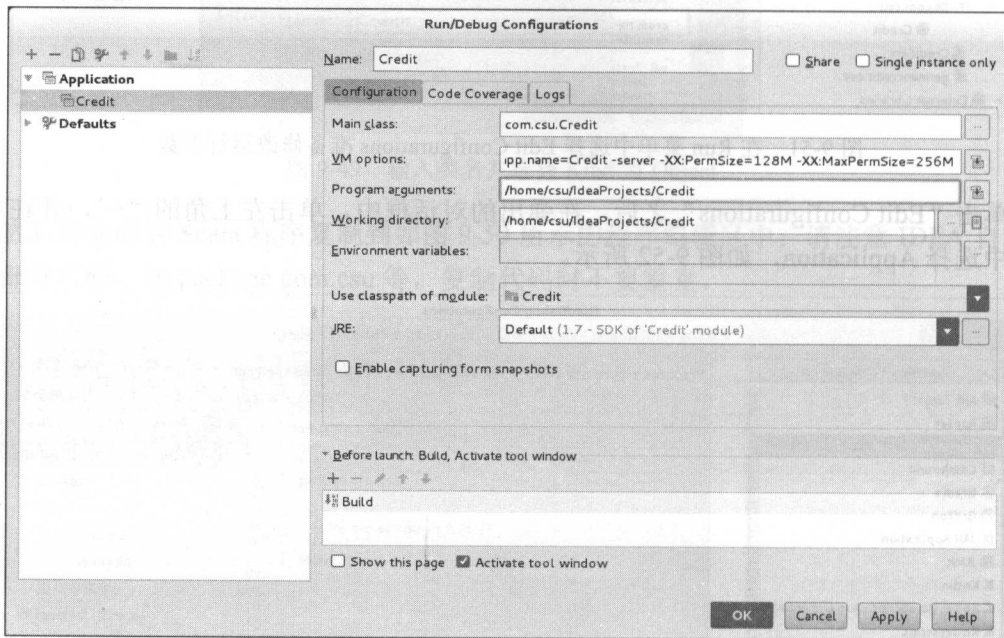 Run/Debug Configurations
Name: Credit
Share
Single instance only
Application
Credit
Defaults
Configuration
Code Coverage
Logs
Main class: com.csu.Credit
VM options: pp.name=Credit -server -XX:PermSize=128M -XX:MaxPermSize=256M
Program arguments: /home/csu/IdeaProjects/Credit
Working directory: /home/csu/IdeaProjects/Credit
Environment variables:
Use classpath of module: Credit
JRE: Default (1.7 - SDK of 'Credit' module)
Enable capturing form snapshots
Before launch: Build, Activate tool window
Build
Show this page
Activate tool window
OK
Cancel
Apply
Help